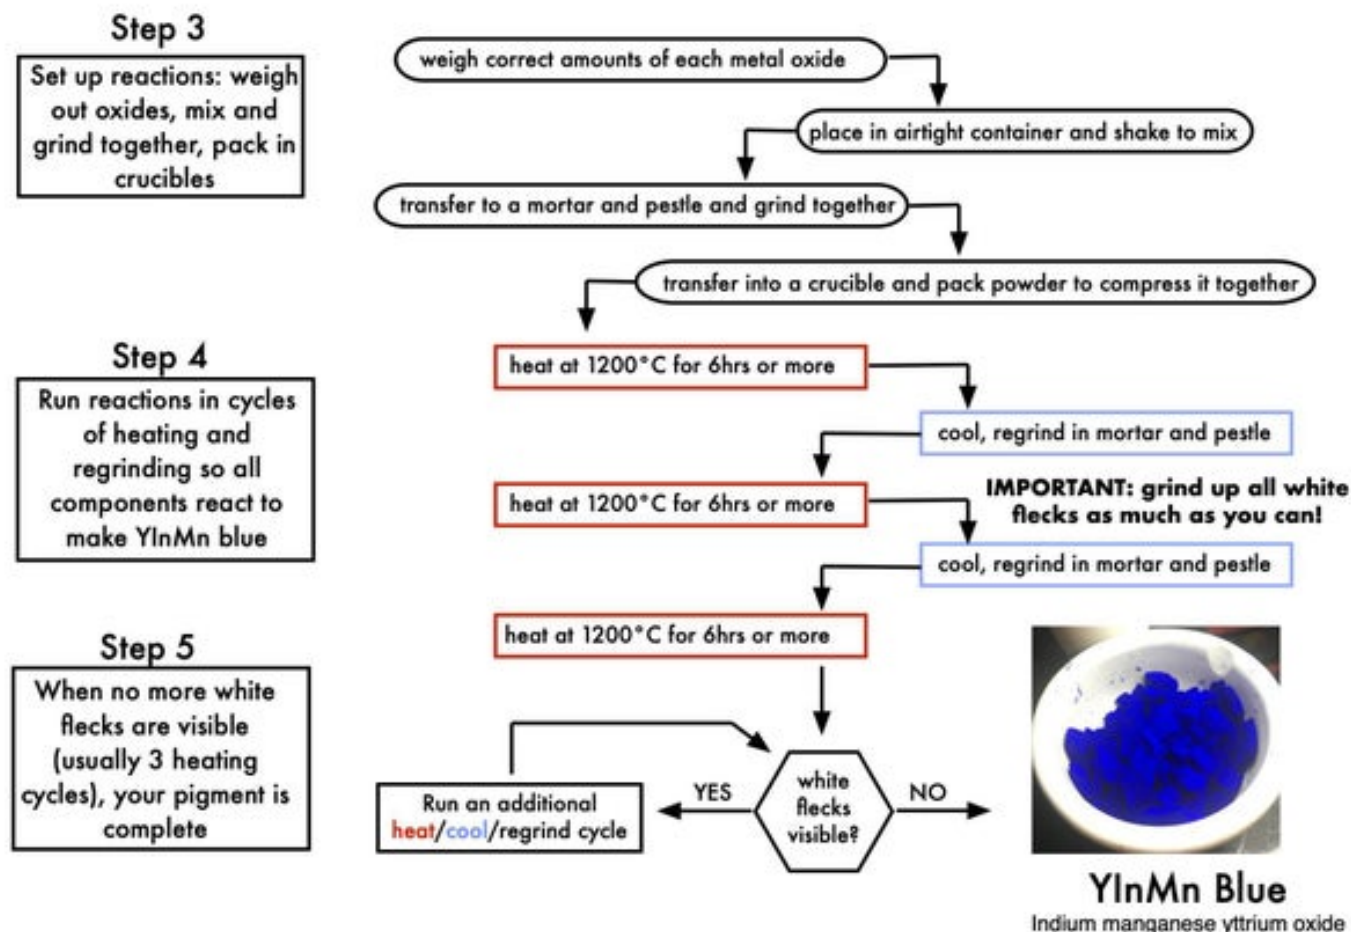 Step 3
Set up reactions: weigh
out oxides, mix and
grind together, pack in
crucibles
weigh correct amounts of each metal oxide
place in airtight container and shake to mix
transfer to a mortar and pestle and grind together
transfer into a crucible and pack powder to compress it together
Step 4
Run reactions in cycles
of heating and
regrinding so all
components react to
make YInMn blue
heat at 1200°C for 6hrs or more
cool, regrind in mortar and pestle
heat at 1200°C for 6hrs or more
IMPORTANT: grind up all white
flecks as much as you can!
cool, regrind in mortar and pestle
heat at 1200°C for 6hrs or more
Step 5
When no more white
flecks are visible
(usually 3 heating
cycles), your pigment is
complete
white
flecks
visible?
YES
NO
Run an additional
heat/cool/regrind cycle
YInMn Blue
Indium manganese yttrium oxide